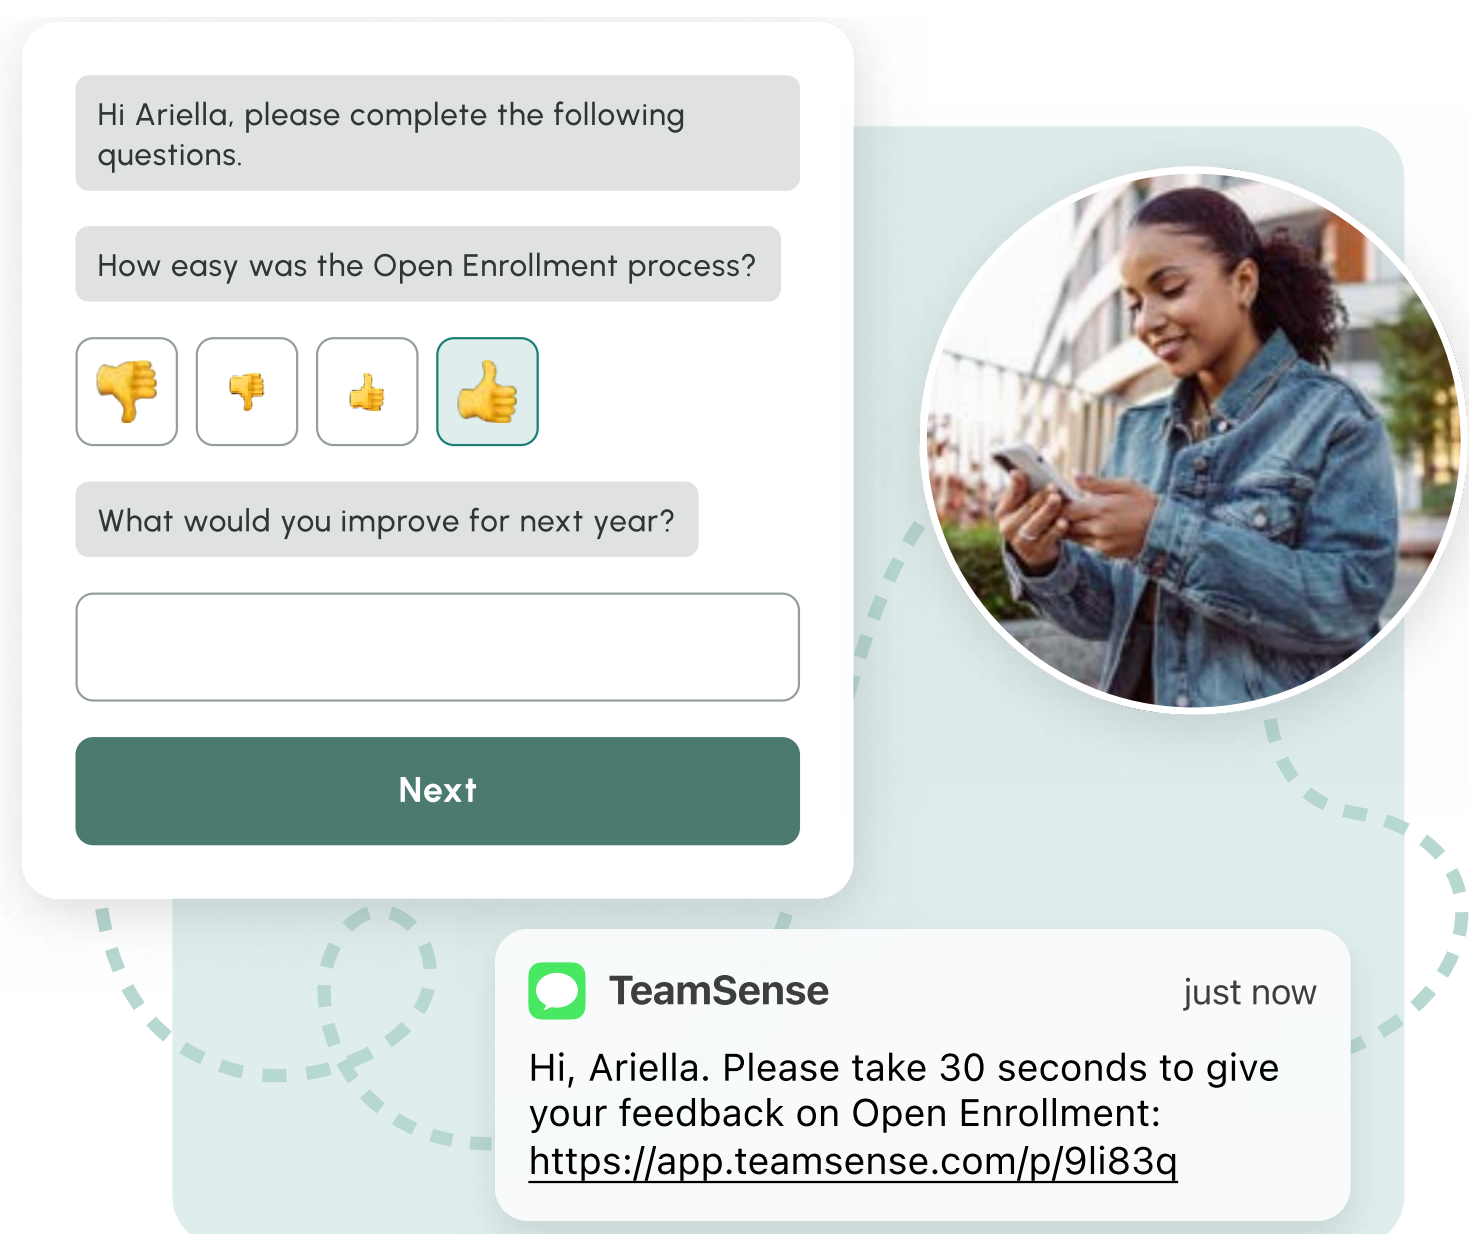 Hi Ariella, please complete the following
questions.
How easy was the Open Enrollment process?
What would you improve for next year?
Next
TeamSense
just now
Hi, Ariella. Please take 30 seconds to give
your feedback on Open Enrollment:
https://app.teamsense.com/p/9li83q